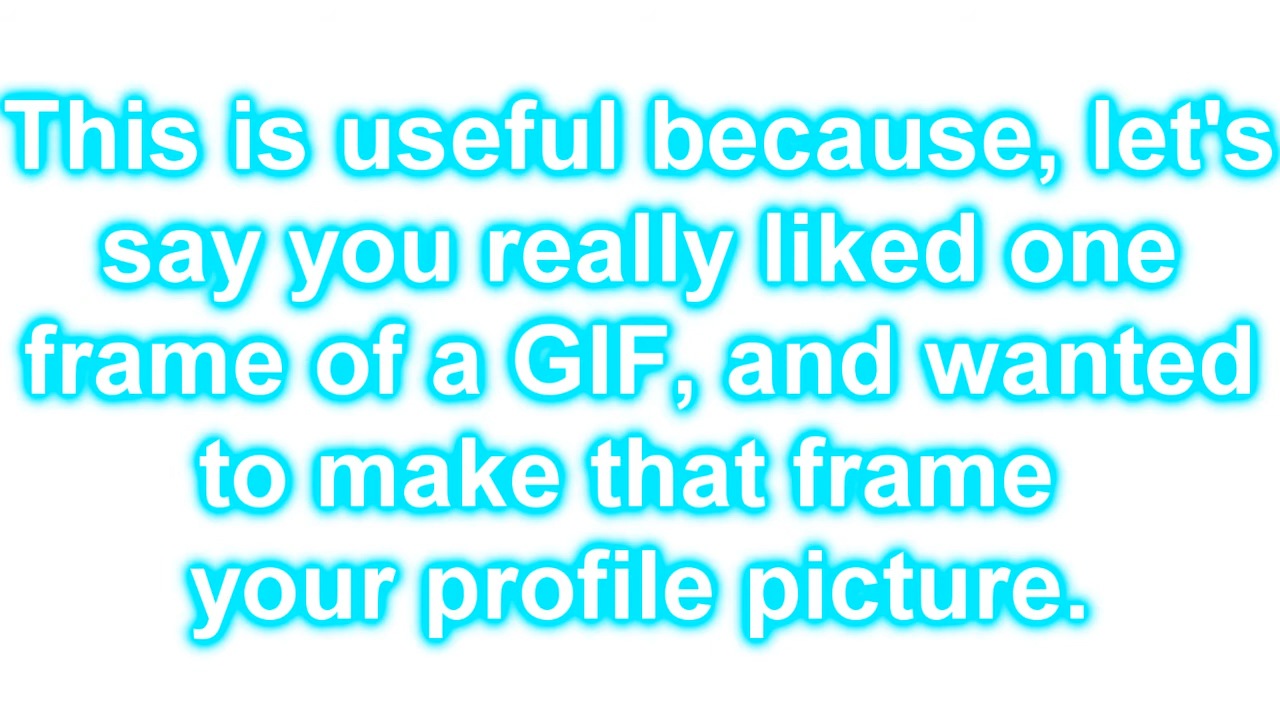 This is useful because, let's
say you really liked one
frame of a GIF, and wanted
to make that frame
your profile picture.